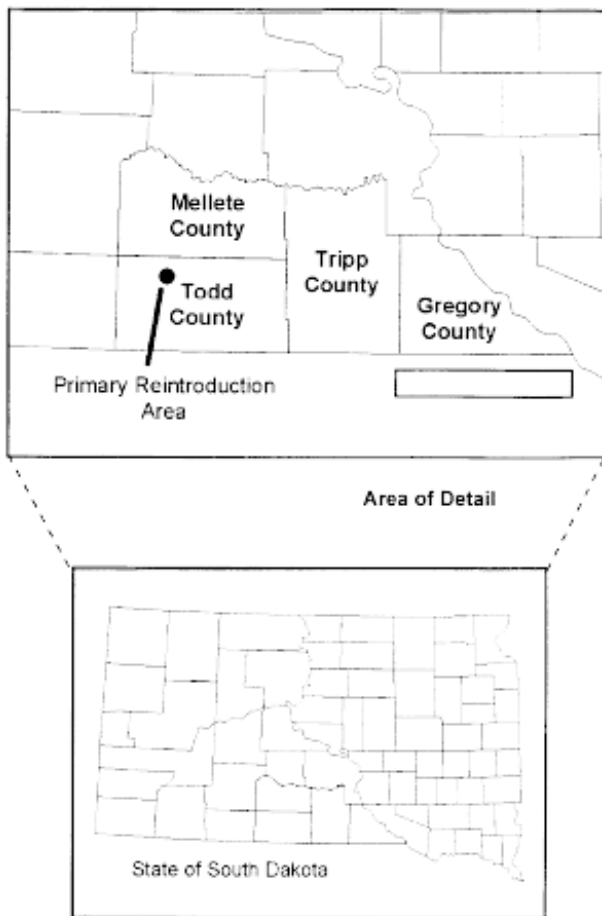 Mellete
County
Tripp
County
Todd
County
Gregory
County
Primary Reintroduction
Area
Area of Detail
State of South Dakota